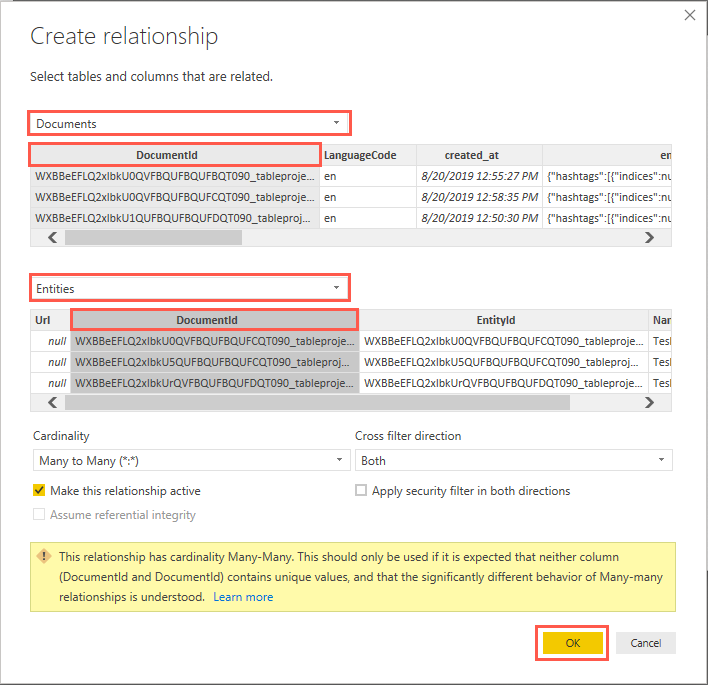 Create relationship
Select tables and columns that are related.
Documents
DocumentId LanguageCode created_at en
WXBBeEFLQ2xlbkU0QVFBQUFBQUFBQT090_tableproje... en 8/20/2019 12:55:27 PM {"hashtags":[{"indices":nu
WXBBeEFLQ2xlbkU0QVFBQUFBQUFCQT090_tableproje... en 8/20/2019 12:58:35 PM {"hashtags":[{"indices":nu
WXBBeEFLQ2xlbkU1QUFBQUFBQUFDQT090_tableproj... en 8/20/2019 12:50:30 PM {"hashtags":[{"indices":nu
Entities
Url DocumentId EntityId Nar
null WXBBeEFLQ2xlbkU0QVFBQUFBQUFCQT090_tableproje... WXBBeEFLQ2xlbkU0QVFBQUFBQUFCQT090_tableproje... Tesl
null WXBBeEFLQ2xlbkU5QUFBQUFBQUFCQT090_tableproj... WXBBeEFLQ2xlbkU5QUFBQUFBQUFCQT090_tableproje... Tesl
null WXBBeEFLQ2xlbkUrQVFBQUFBQUFDQT090_tableproj... WXBBeEFLQ2xlbkUrQVFBQUFBQUFDQT090_tableproje... Tesl
Cardinality Cross filter direction
Many to Many (*:*) Both
Make this relationship active Apply security filter in both directions
Assume referential integrity
This relationship has cardinality Many-Many. This should only be used if it is expected that neither column
(DocumentId and DocumentId) contains unique values, and that the significantly different behavior of Many-many
relationships is understood. Learn more
OK Cancel